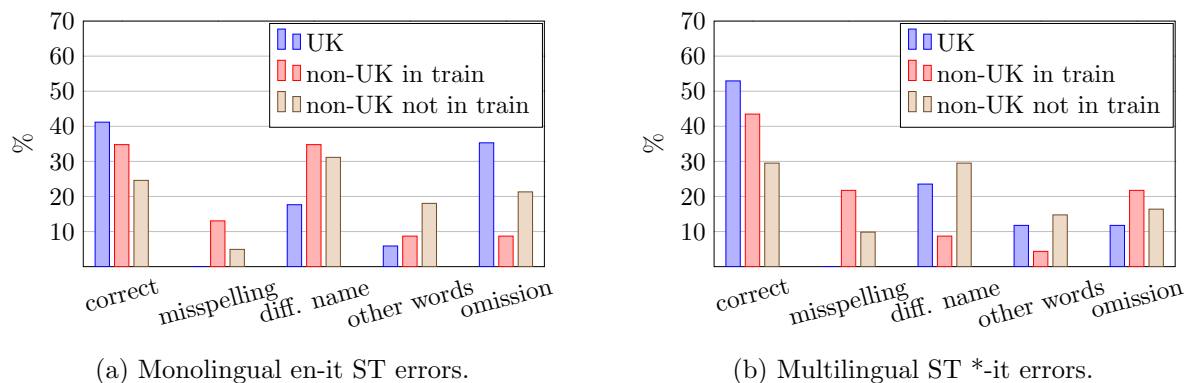 70
60
50
40
30
20
10
%
UK
non-UK in train
non-UK not in train
correct
misspelling
diff. name
other words
omission
(a) Monolingual en-it ST errors.
70
60
50
40
30
20
10
%
UK
non-UK in train
non-UK not in train
correct
misspelling
diff. name
other words
omission
(b) Multilingual ST *-it errors.